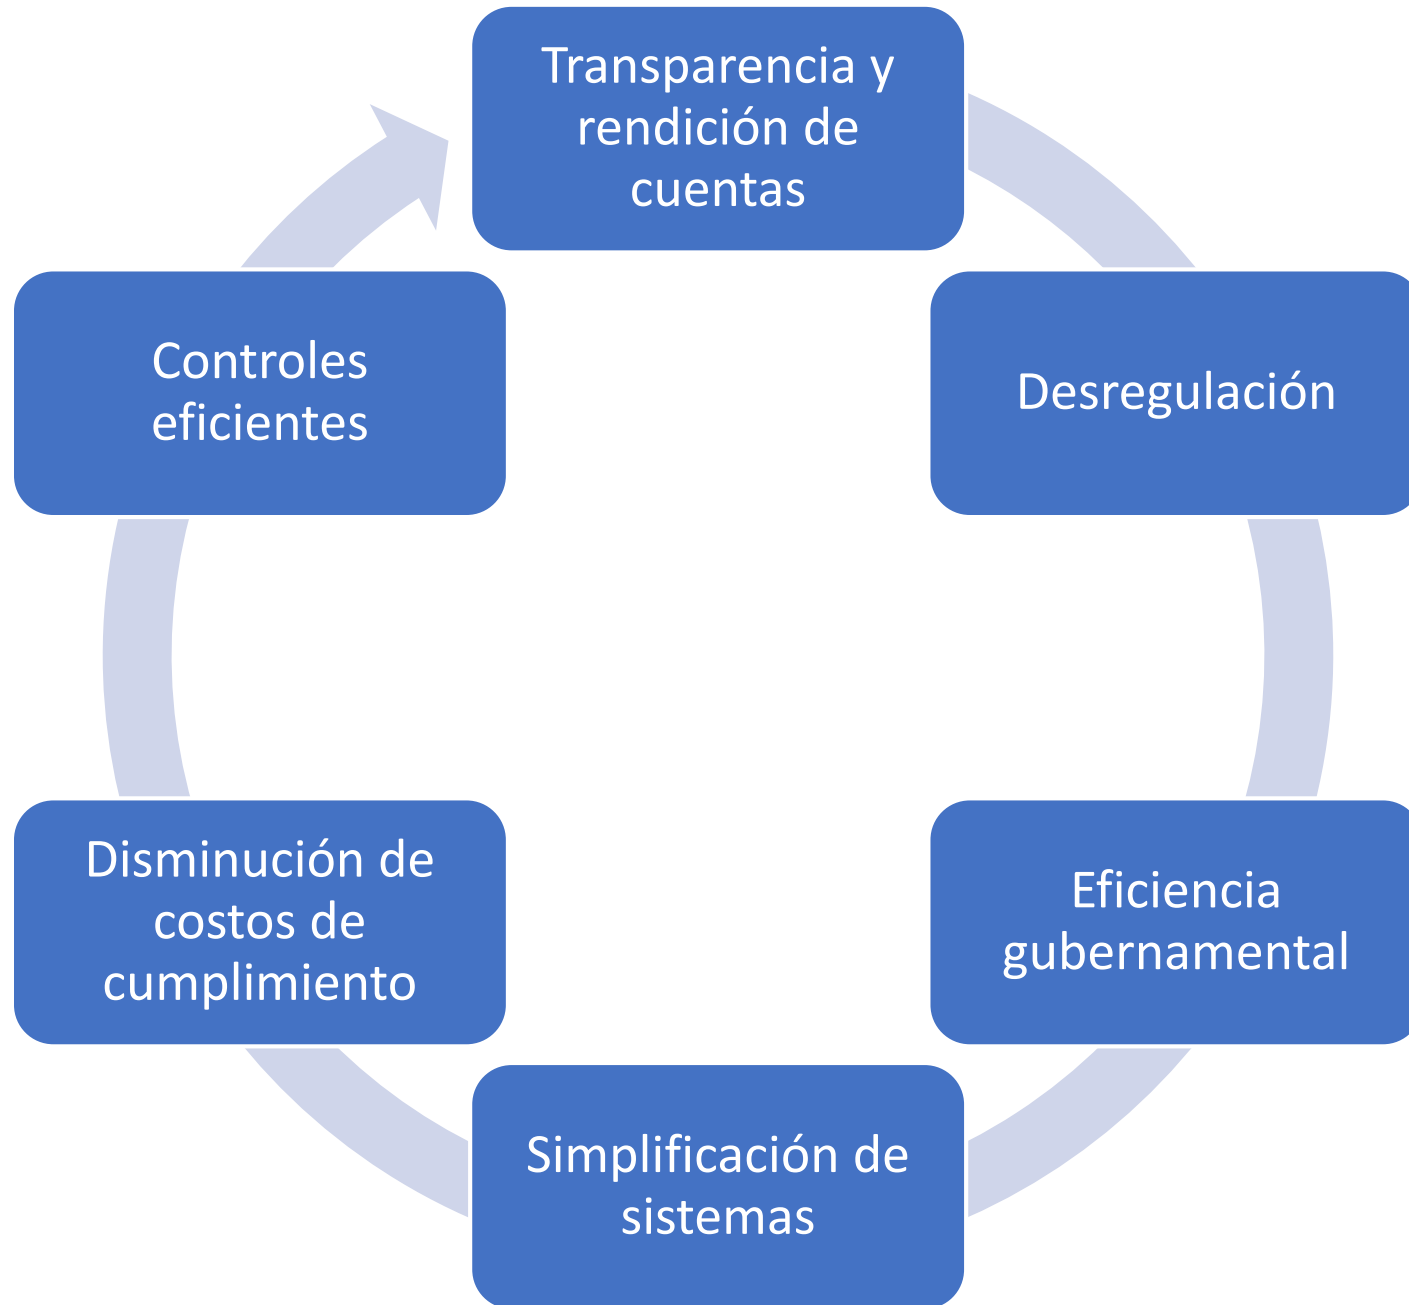 Transparencia y
rendición de
cuentas
Desregulación
Eficiencia
gubernamental
Simplificación de
sistemas
Disminución de
costos de
cumplimiento
Controles
eficientes